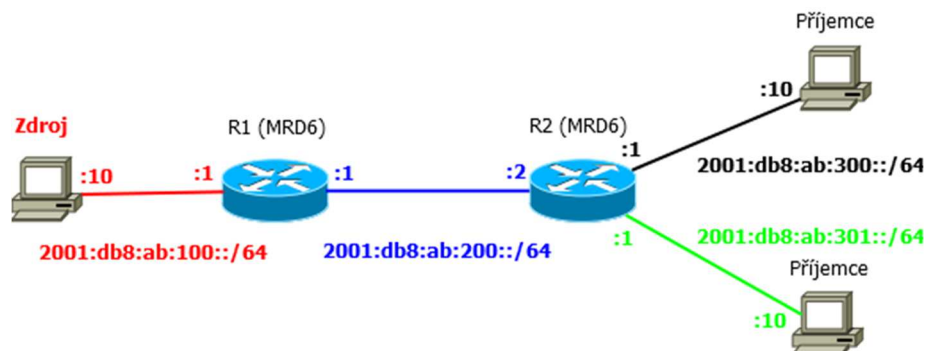 Příjemce
:10
Zdroj
R1 (MRD6)
R2 (MRD6)
:1
:10
:1
:1
:2
2001:db8:ab:300::/64
2001:db8:ab:100::/64
2001:db8:ab:200::/64
:1
2001:db8:ab:301::/64
Příjemce
:10